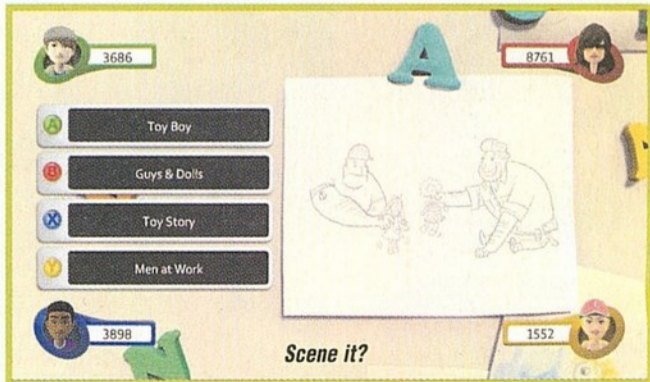 3686
8761
A
A Toy Boy
B Guys & Dolls
X Toy Story
Y Men at Work
3898
1552
Scene it?